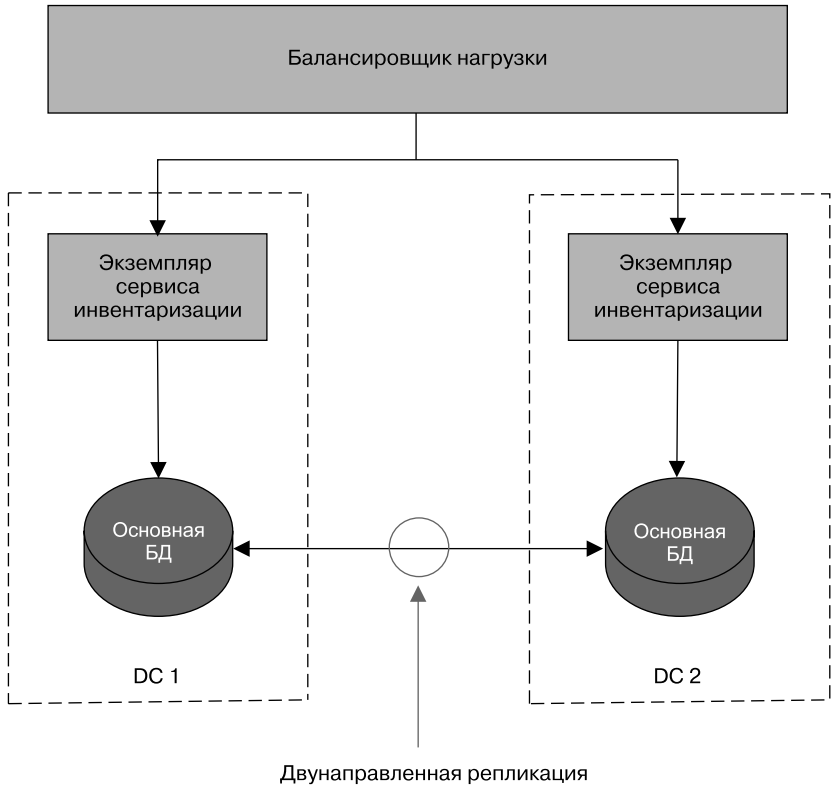 Балансировщик нагрузки
Экземпляр
сервиса
инвентаризации
Экземпляр
сервиса
инвентаризации
Основная
БД
Основная
БД
DC 1
DC 2
Двунаправленная репликация